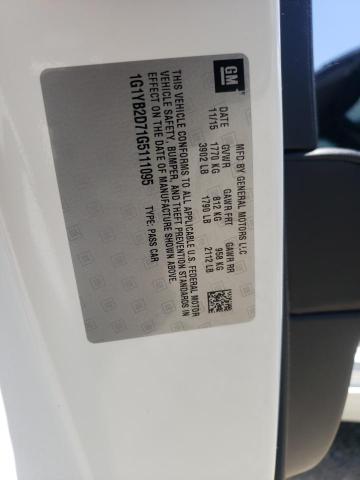 GM
MFD BY GENERAL MOTORS LLC
DATE GVWR GAWR FRT GAWR RR
11/15 1770 KG 812 KG 958 KG
3902 LB 1790 LB 2112 LB
THIS VEHICLE CONFORMS TO ALL APPLICABLE U.S. FEDERAL MOTOR
VEHICLE SAFETY, BUMPER, AND THEFT PREVENTION STANDARDS IN
EFFECT ON THE DATE OF MANUFACTURE SHOWN ABOVE.
1G1YB2D71G5111095 TYPE: PASS CAR